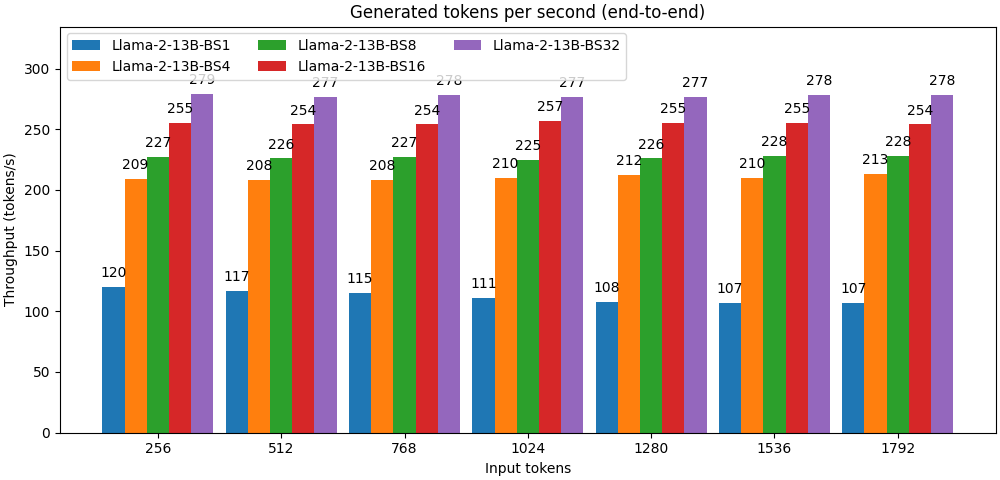 Generated tokens per second (end-to-end)
Llama-2-13B-BS1 Llama-2-13B-BS8 Llama-2-13B-BS32
Llama-2-13B-BS4 Llama-2-13B-BS16
Throughput (tokens/s)
300
250
200
150
100
50
0
120 209 227 255 279
117 208 226 254 277
115 208 227 254 278
111 210 225 257 277
108 212 226 255 277
107 210 228 255 278
107 213 228 254 278
256 512 768 1024 1280 1536 1792
Input tokens